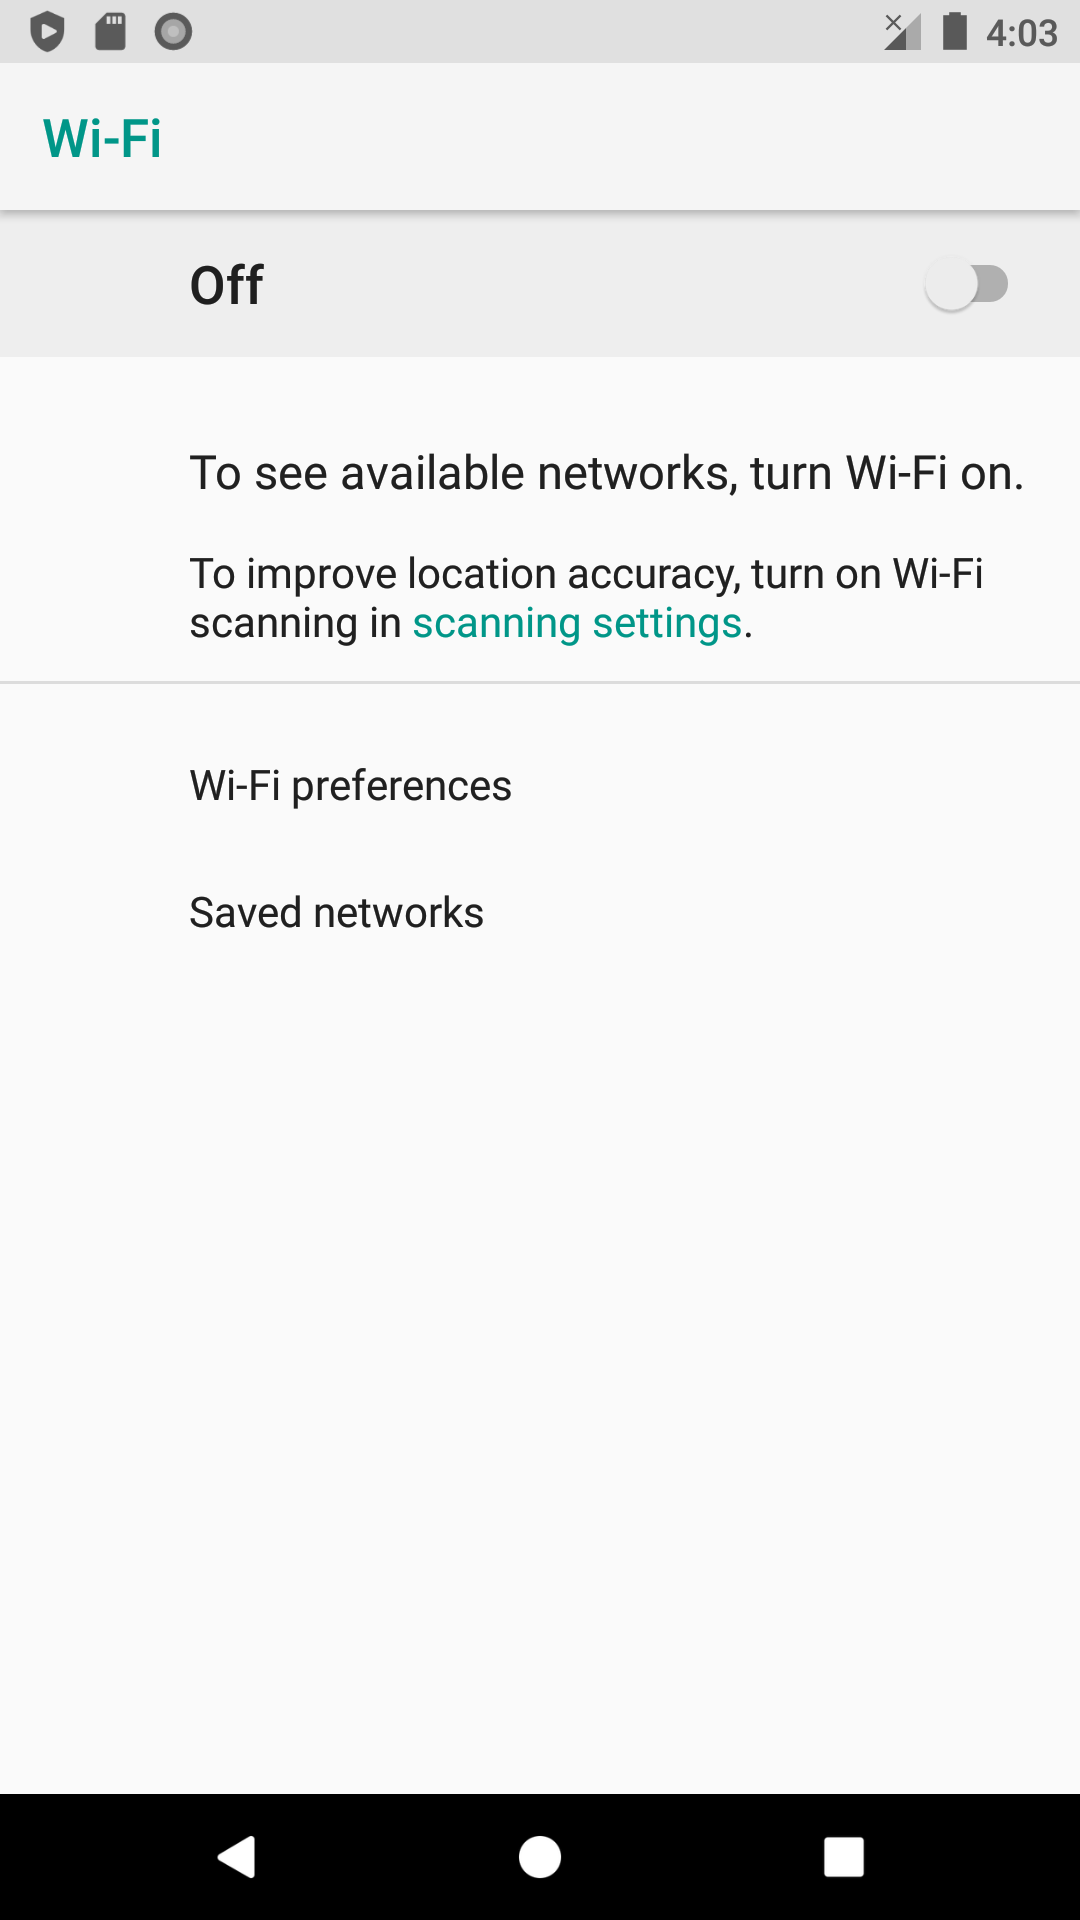 4:03
Wi-Fi
Off
To see available networks, turn Wi-Fi on.
To improve location accuracy, turn on Wi-Fi
scanning in scanning settings.
Wi-Fi preferences
Saved networks